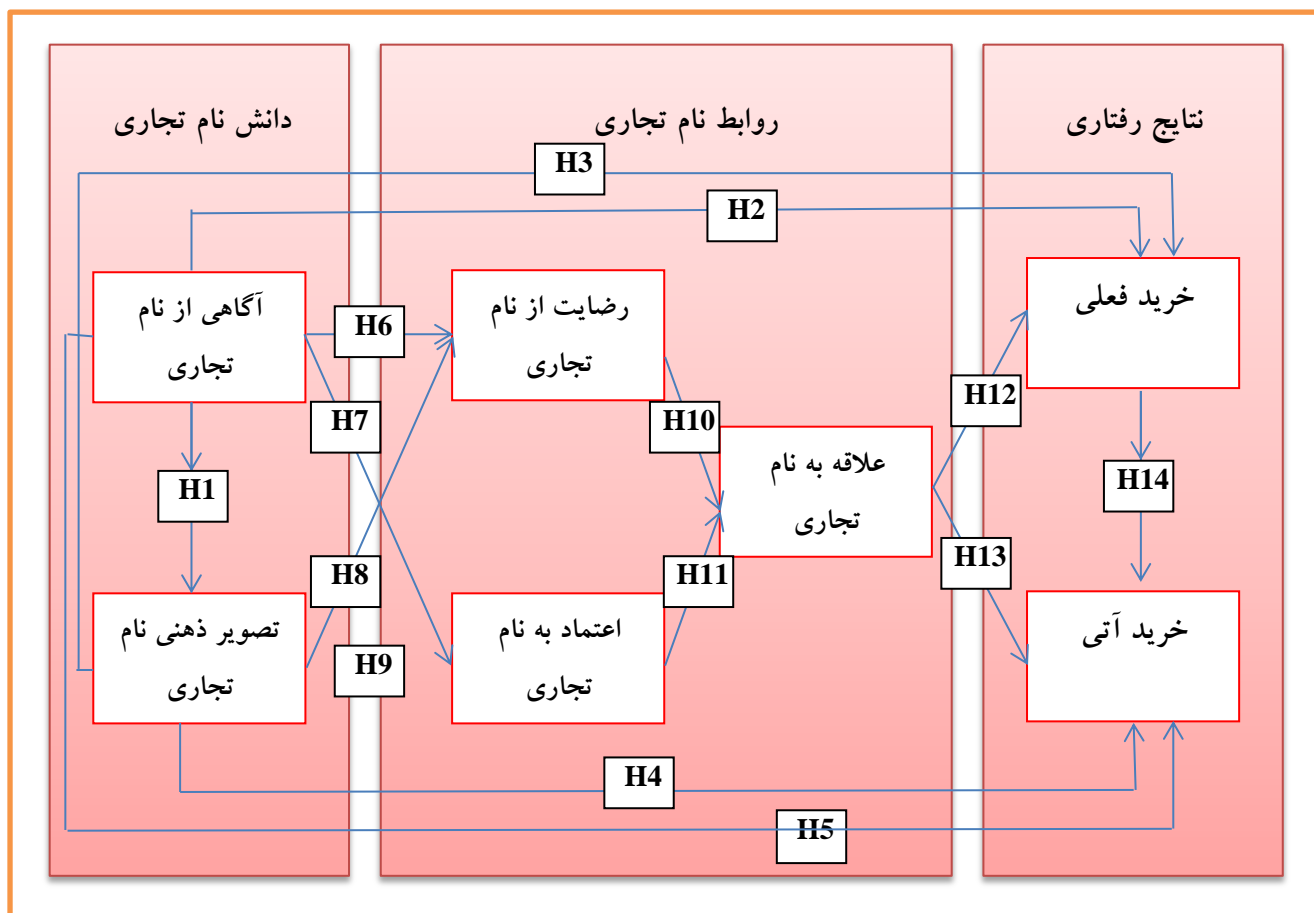 دانش نام تجاری
روابط نام تجاری
نتایج رفتاری
H3
H2
آگاهی از نام
تجاری
H6
رضایت از نام
تجاری
خرید فعلی
H7
H10
H12
علاقه به نام
تجاری
H1
H14
H8
H11
H13
تصویر ذهنی نام
تجاری
H9
اعتماد به نام
تجاری
خرید آتی
H4
H5